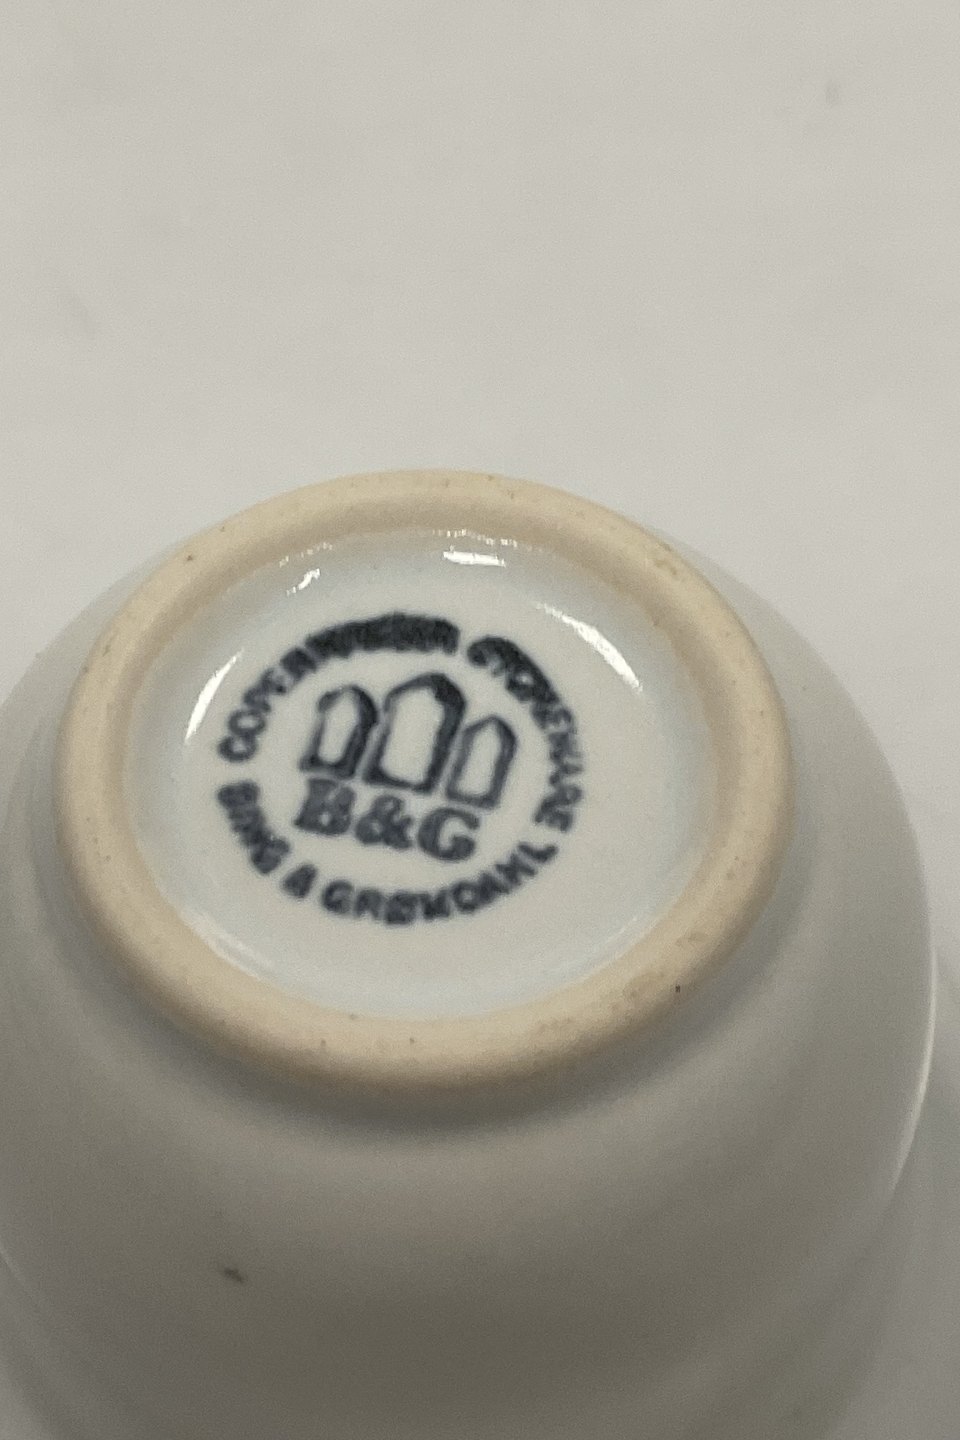 COPENHAGEN STONEWARE
B&G
BING & GRØNDAHL